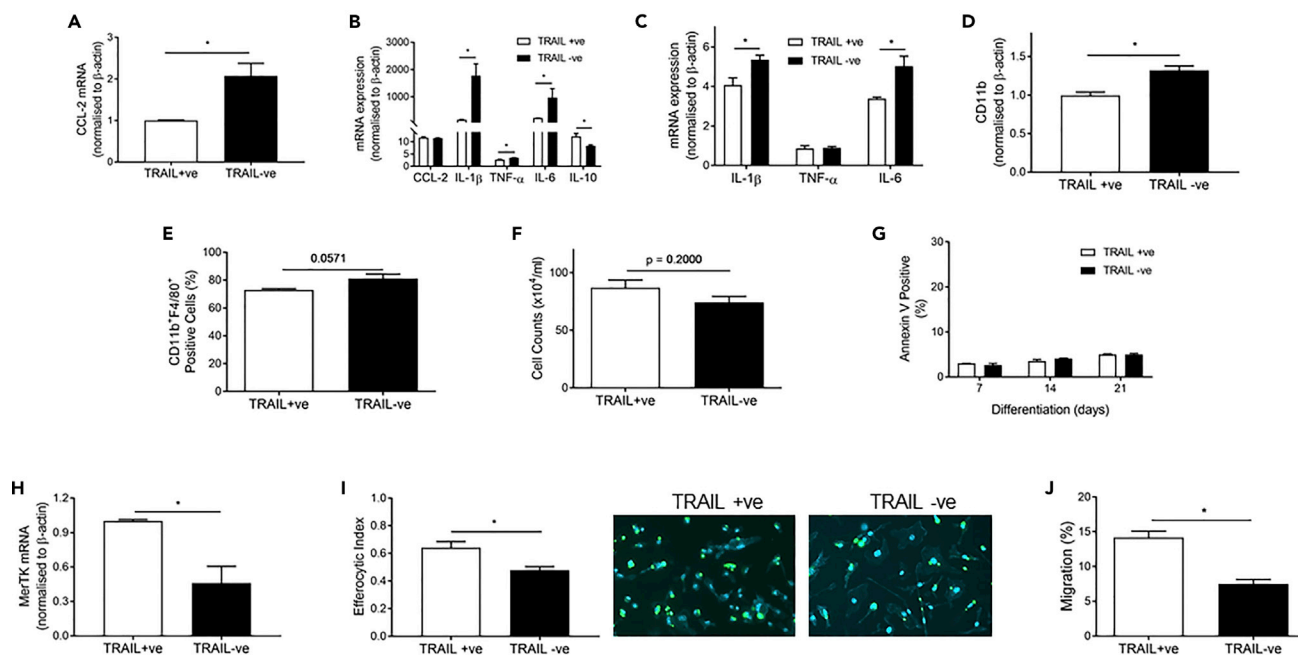 A
CCL-2 mRNA
(normalised to β-actin)
3
2
1
0
*
TRAIL+ve
TRAIL-ve
B
mRNA expression
(normalised to β-actin)
3000
2000
1000
10
5
0
*
*
*
*
TRAIL +ve
TRAIL -ve
CCL-2
IL-1β
TNF-α
IL-6
IL-10
C
mRNA expression
(normalised to β-actin)
6
4
2
0
*
*
TRAIL +ve
TRAIL -ve
IL-1β
TNF-α
IL-6
D
CD11b
(normalised to β-actin)
1.5
1.0
0.5
0.0
*
TRAIL +ve
TRAIL -ve
E
CD11b⁺F4/80⁺
Positive Cells (%)
100
80
60
40
20
0
0.0571
TRAIL+ve
TRAIL-ve
F
Cell Counts (x10⁴/ml)
100
50
0
p = 0.2000
TRAIL+ve
TRAIL-ve
G
Annexin V Positive
(%)
30
20
10
0
TRAIL +ve
TRAIL -ve
7
14
21
Differentiation (days)
H
MerTK mRNA
(normalised to β-actin)
1.2
0.9
0.6
0.3
0.0
*
TRAIL+ve
TRAIL-ve
I
Efferocytic Index
1.0
0.8
0.6
0.4
0.2
0.0
*
TRAIL +ve
TRAIL -ve
TRAIL +ve
TRAIL -ve
J
Migration (%)
20
15
10
5
0
*
TRAIL+ve
TRAIL-ve